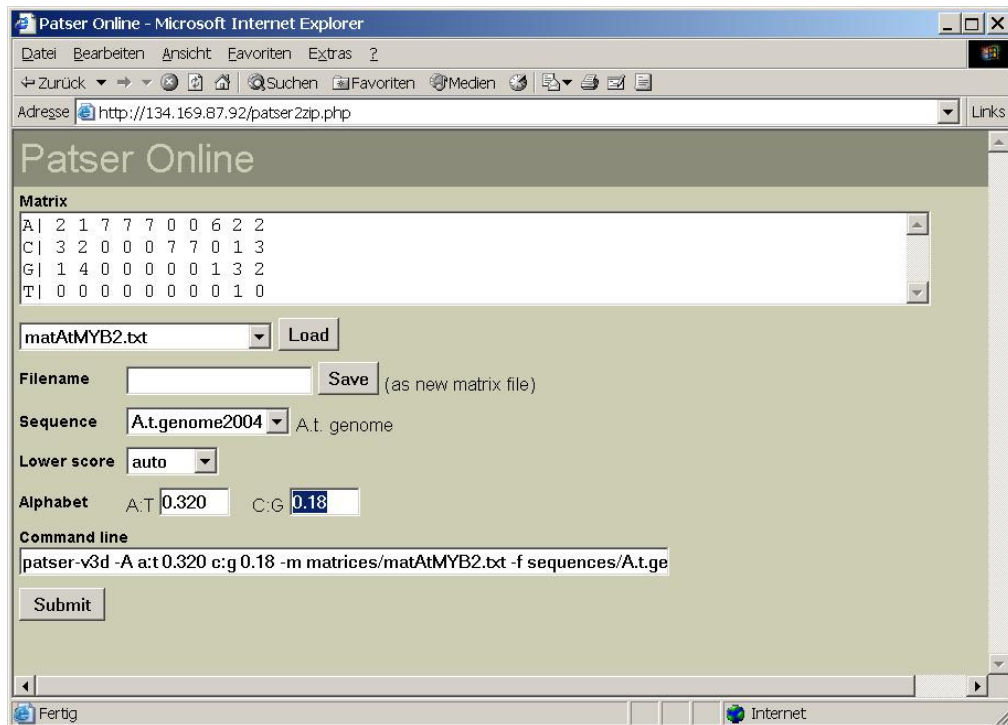 Patser Online - Microsoft Internet Explorer
Datei Bearbeiten Ansicht Favoriten Extras ?
Zurück Suchen Favoriten Medien
Adresse http://134.169.87.92/patser2zip.php Links
Patser Online
Matrix
A| 2 1 7 7 7 0 0 6 2 2
C| 3 2 0 0 0 7 7 0 1 3
G| 1 4 0 0 0 0 0 1 3 2
T| 0 0 0 0 0 0 0 0 1 0
matAtMYB2.txt Load
Filename Save (as new matrix file)
Sequence A.t.genome2004 A.t. genome
Lower score auto
Alphabet A:T 0.320 C:G 0.18
Command line
patser-v3d -A a:t 0.320 c:g 0.18 -m matrices/matAtMYB2.txt -f sequences/A.t.ge
Submit
Fertig Internet